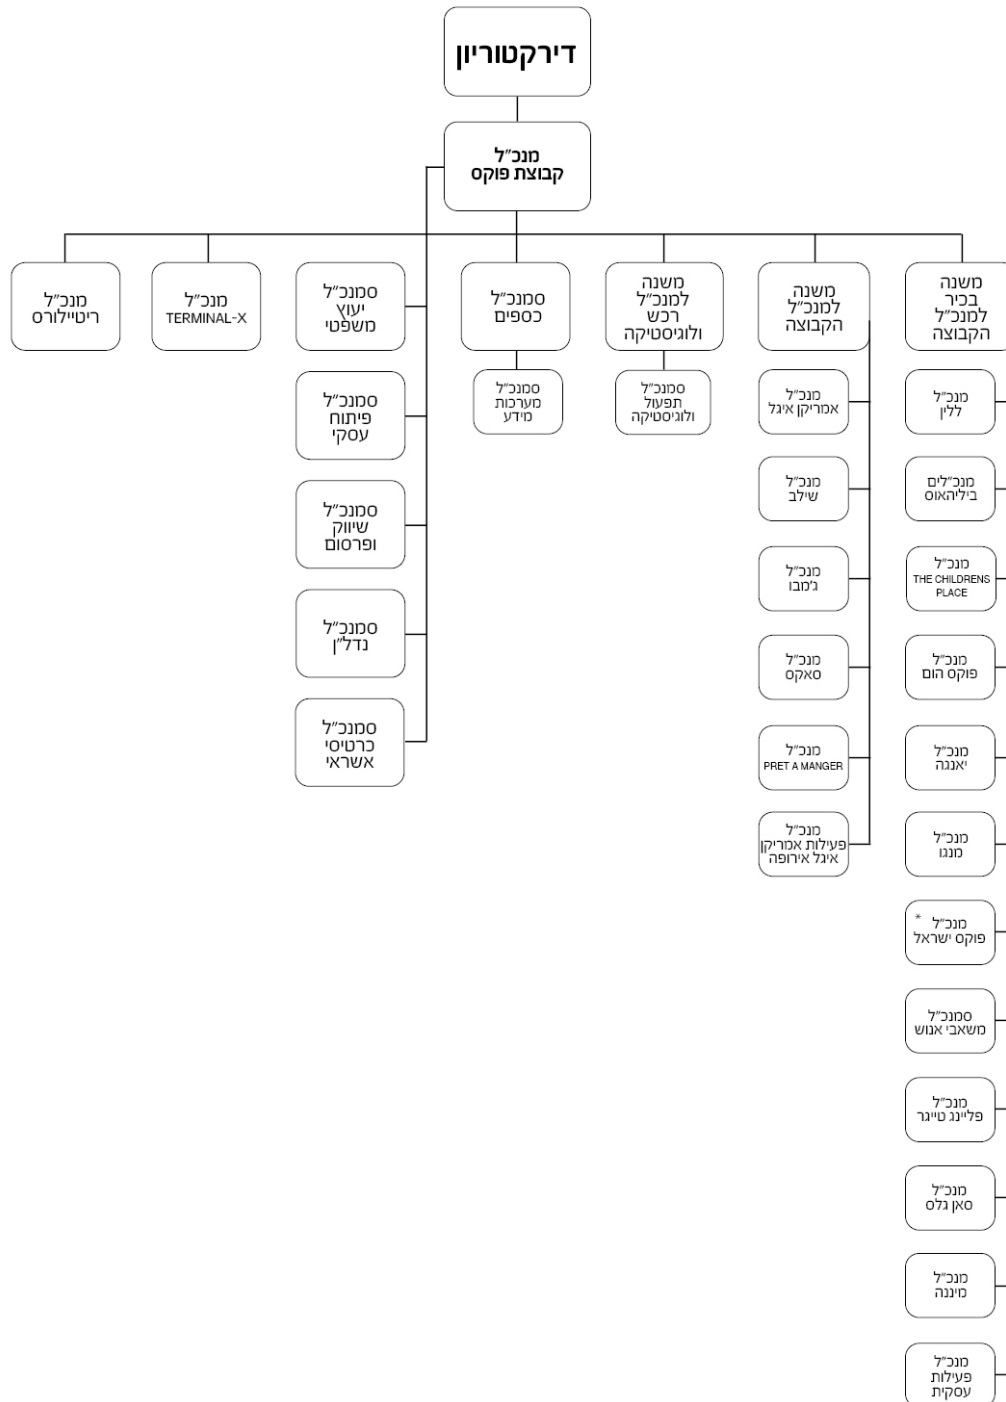 דירקטוריון
מנכ״ל
קבוצת פוקס
משנה
בכיר
למנכ״ל
הקבוצה
משנה
למנכ״ל
הקבוצה
משנה
למנכ״ל
רכש
ולוגיסטיקה
סמנכ״ל
כספים
סמנכ״ל
יעוץ
משפטי
מנכ״ל
TERMINAL-X
מנכ״ל
ריטיילורס
מנכ״ל
ללין
מנכ״לים
ביליהאוס
מנכ״ל
THE CHILDRENS
PLACE
מנכ״ל
פוקס הום
מנכ״ל
יאנגה
מנכ״ל
מנגו
מנכ״ל *
פוקס ישראל
סמנכ״ל
משאבי אנוש
מנכ״ל
פליינג טייגר
מנכ״ל
סאן גלס
מנכ״ל
מיננה
מנכ״ל
פעילות
עסקית
מנכ״ל
אמריקן איגל
מנכ״ל
שילב
מנכ״ל
ג'מבו
מנכ״ל
סאקס
מנכ״ל
PRET A MANGER
מנכ״ל
פעילות אמריקן
איגל אירופה
סמנכ״ל
תפעול
ולוגיסטיקה
סמנכ״ל
מערכות
מידע
סמנכ״ל
פיתוח
עסקי
סמנכ״ל
שיווק
ופרסום
סמנכ״ל
נדל״ן
סמנכ״ל
כרטיסי
אשראי